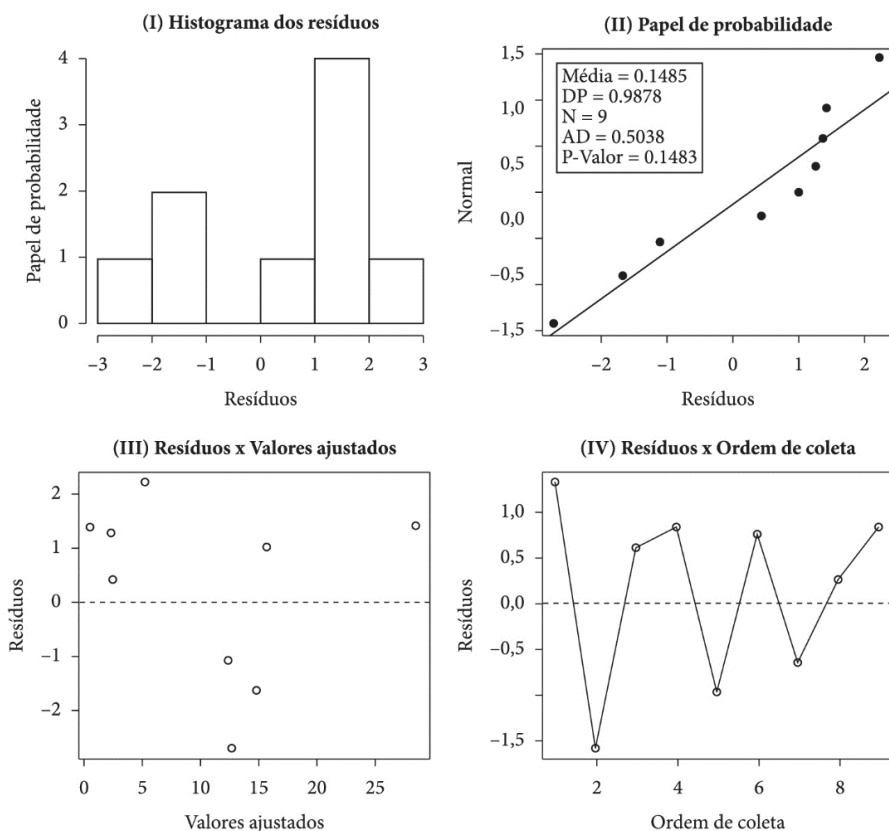 (I) Histograma dos resíduos
Papel de probabilidade
4
3
2
1
0
−3 −2 −1 0 1 2 3
Resíduos
(II) Papel de probabilidade
Normal
1,5
1,0
0,5
0,0
−0,5
−1,5
Média = 0.1485
DP = 0.9878
N = 9
AD = 0.5038
P-Valor = 0.1483
−2 −1 0 1 2
Resíduos
(III) Resíduos x Valores ajustados
Resíduos
2
1
0
−1
−2
0 5 10 15 20 25
Valores ajustados
(IV) Resíduos x Ordem de coleta
Resíduos
1,0
0,5
0,0
−0,5
−1,5
2 4 6 8
Ordem de coleta